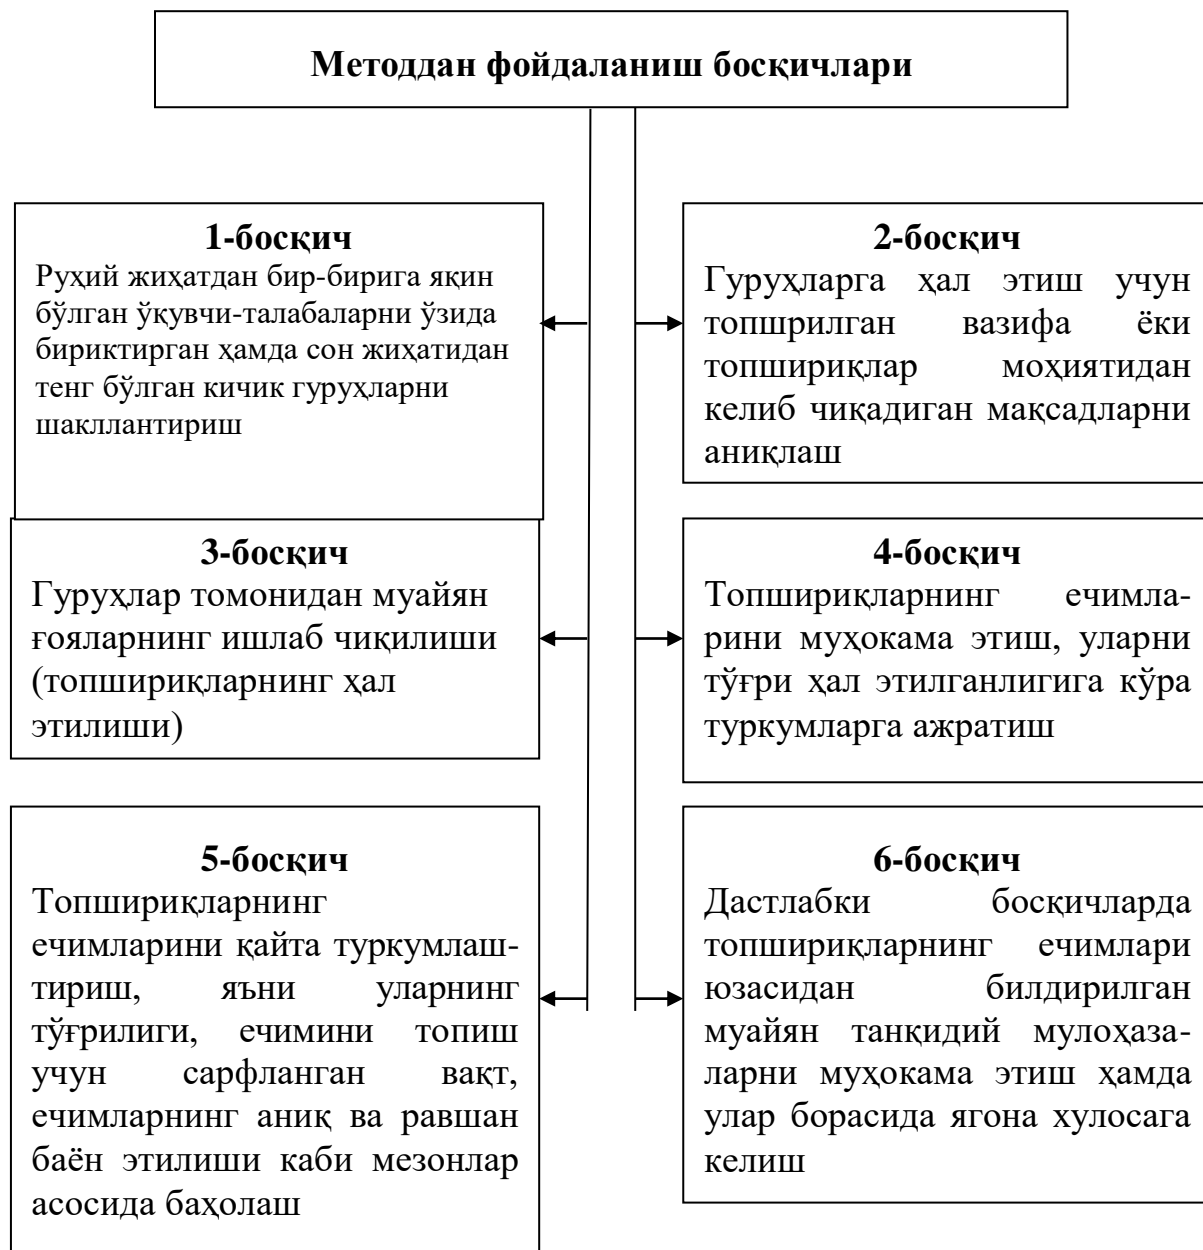 Методдан фойдаланиш босқичлари
1-босқич
Руҳий жиҳатдан бир-бирига яқин
бўлган ўқувчи-талабаларни ўзида
бириктирган ҳамда сон жиҳатидан
тенг бўлган кичик гуруҳларни
шакллантириш
2-босқич
Гуруҳларга ҳал этиш учун
топшрилган вазифа ёки
топшириқлар моҳиятидан
келиб чиқадиган мақсадларни
аниқлаш
3-босқич
Гуруҳлар томонидан муайян
ғояларнинг ишлаб чиқилиши
(топшириқларнинг ҳал
этилиши)
4-босқич
Топшириқларнинг ечимла-
рини муҳокама этиш, уларни
тўғри ҳал этилганлигига кўра
туркумларга ажратиш
5-босқич
Топшириқларнинг
ечимларини қайта туркумлаш-
тириш, яъни уларнинг
тўғрилиги, ечимини топиш
учун сарфланган вақт,
ечимларнинг аниқ ва равшан
баён этилиши каби мезонлар
асосида баҳолаш
6-босқич
Дастлабки босқичларда
топшириқларнинг ечимлари
юзасидан билдирилган
муайян танқидий мулоҳаза-
ларни муҳокама этиш ҳамда
улар борасида ягона хулосага
келиш